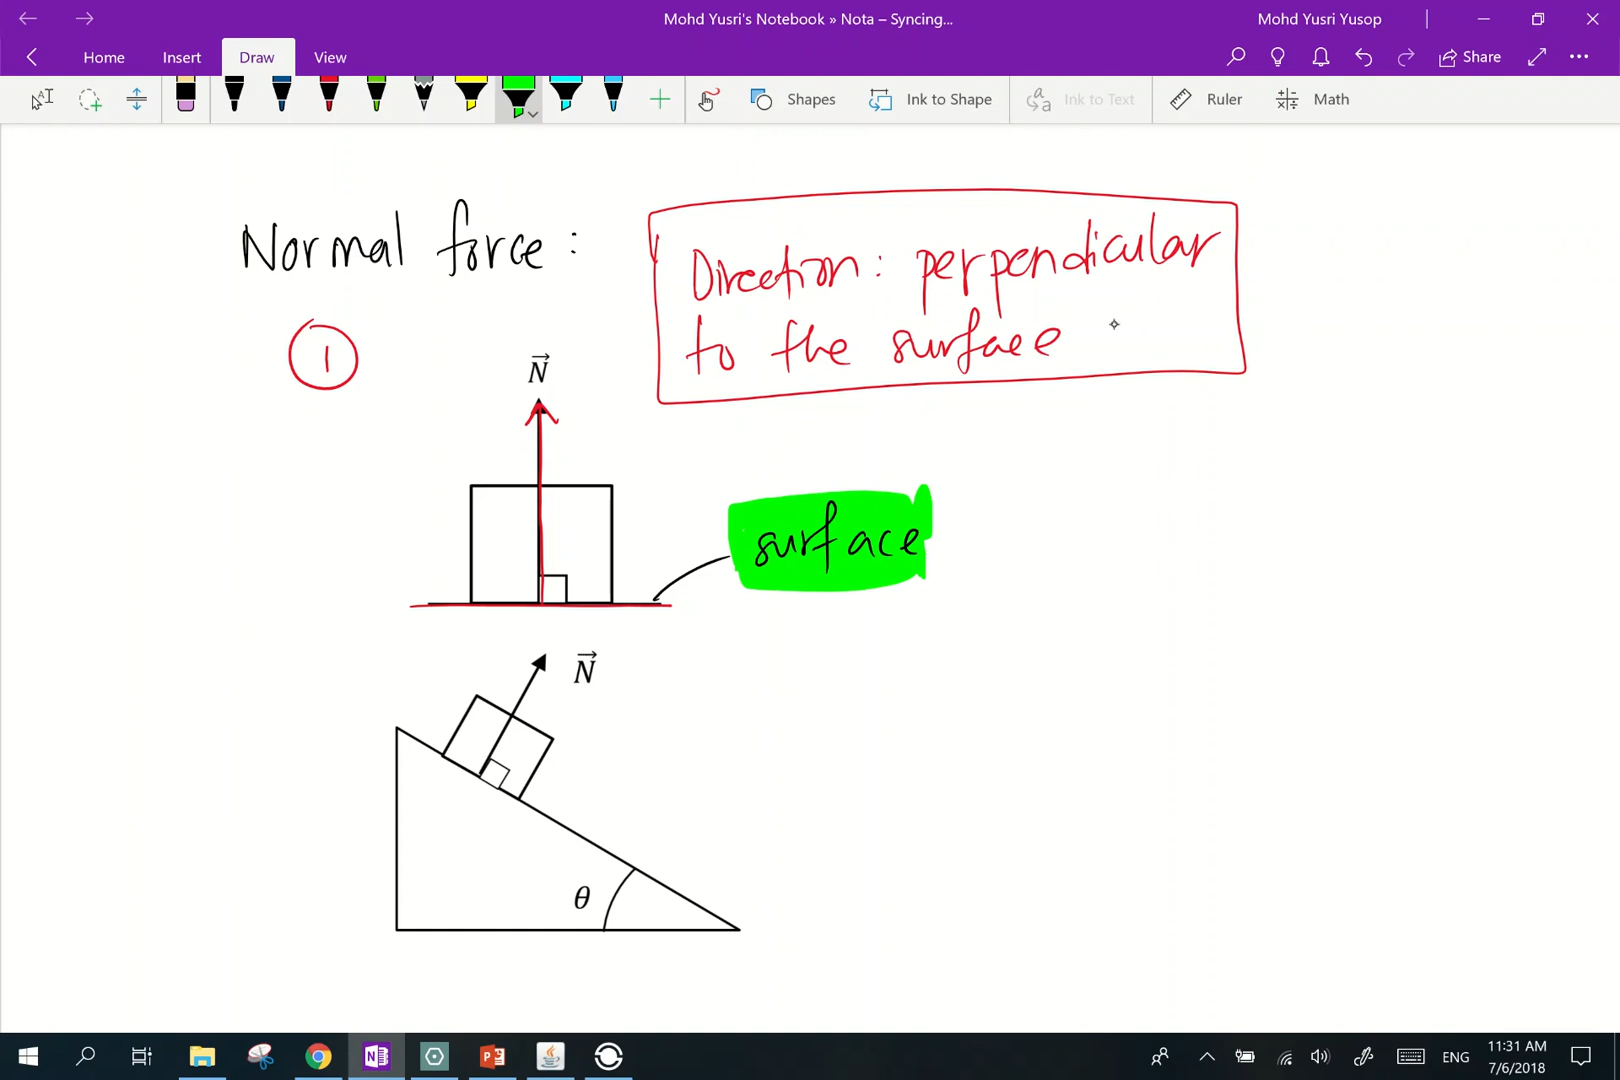 Mohd Yusri's Notebook » Nota – Syncing...
Mohd Yusri Yusop
Home Insert Draw View
Share
Shapes Ink to Shape Ink to Text Ruler Math
Normal force :
Direction : perpendicular
to the surface
1
N⃗
surface
N⃗
θ
ENG
11:31 AM
7/6/2018